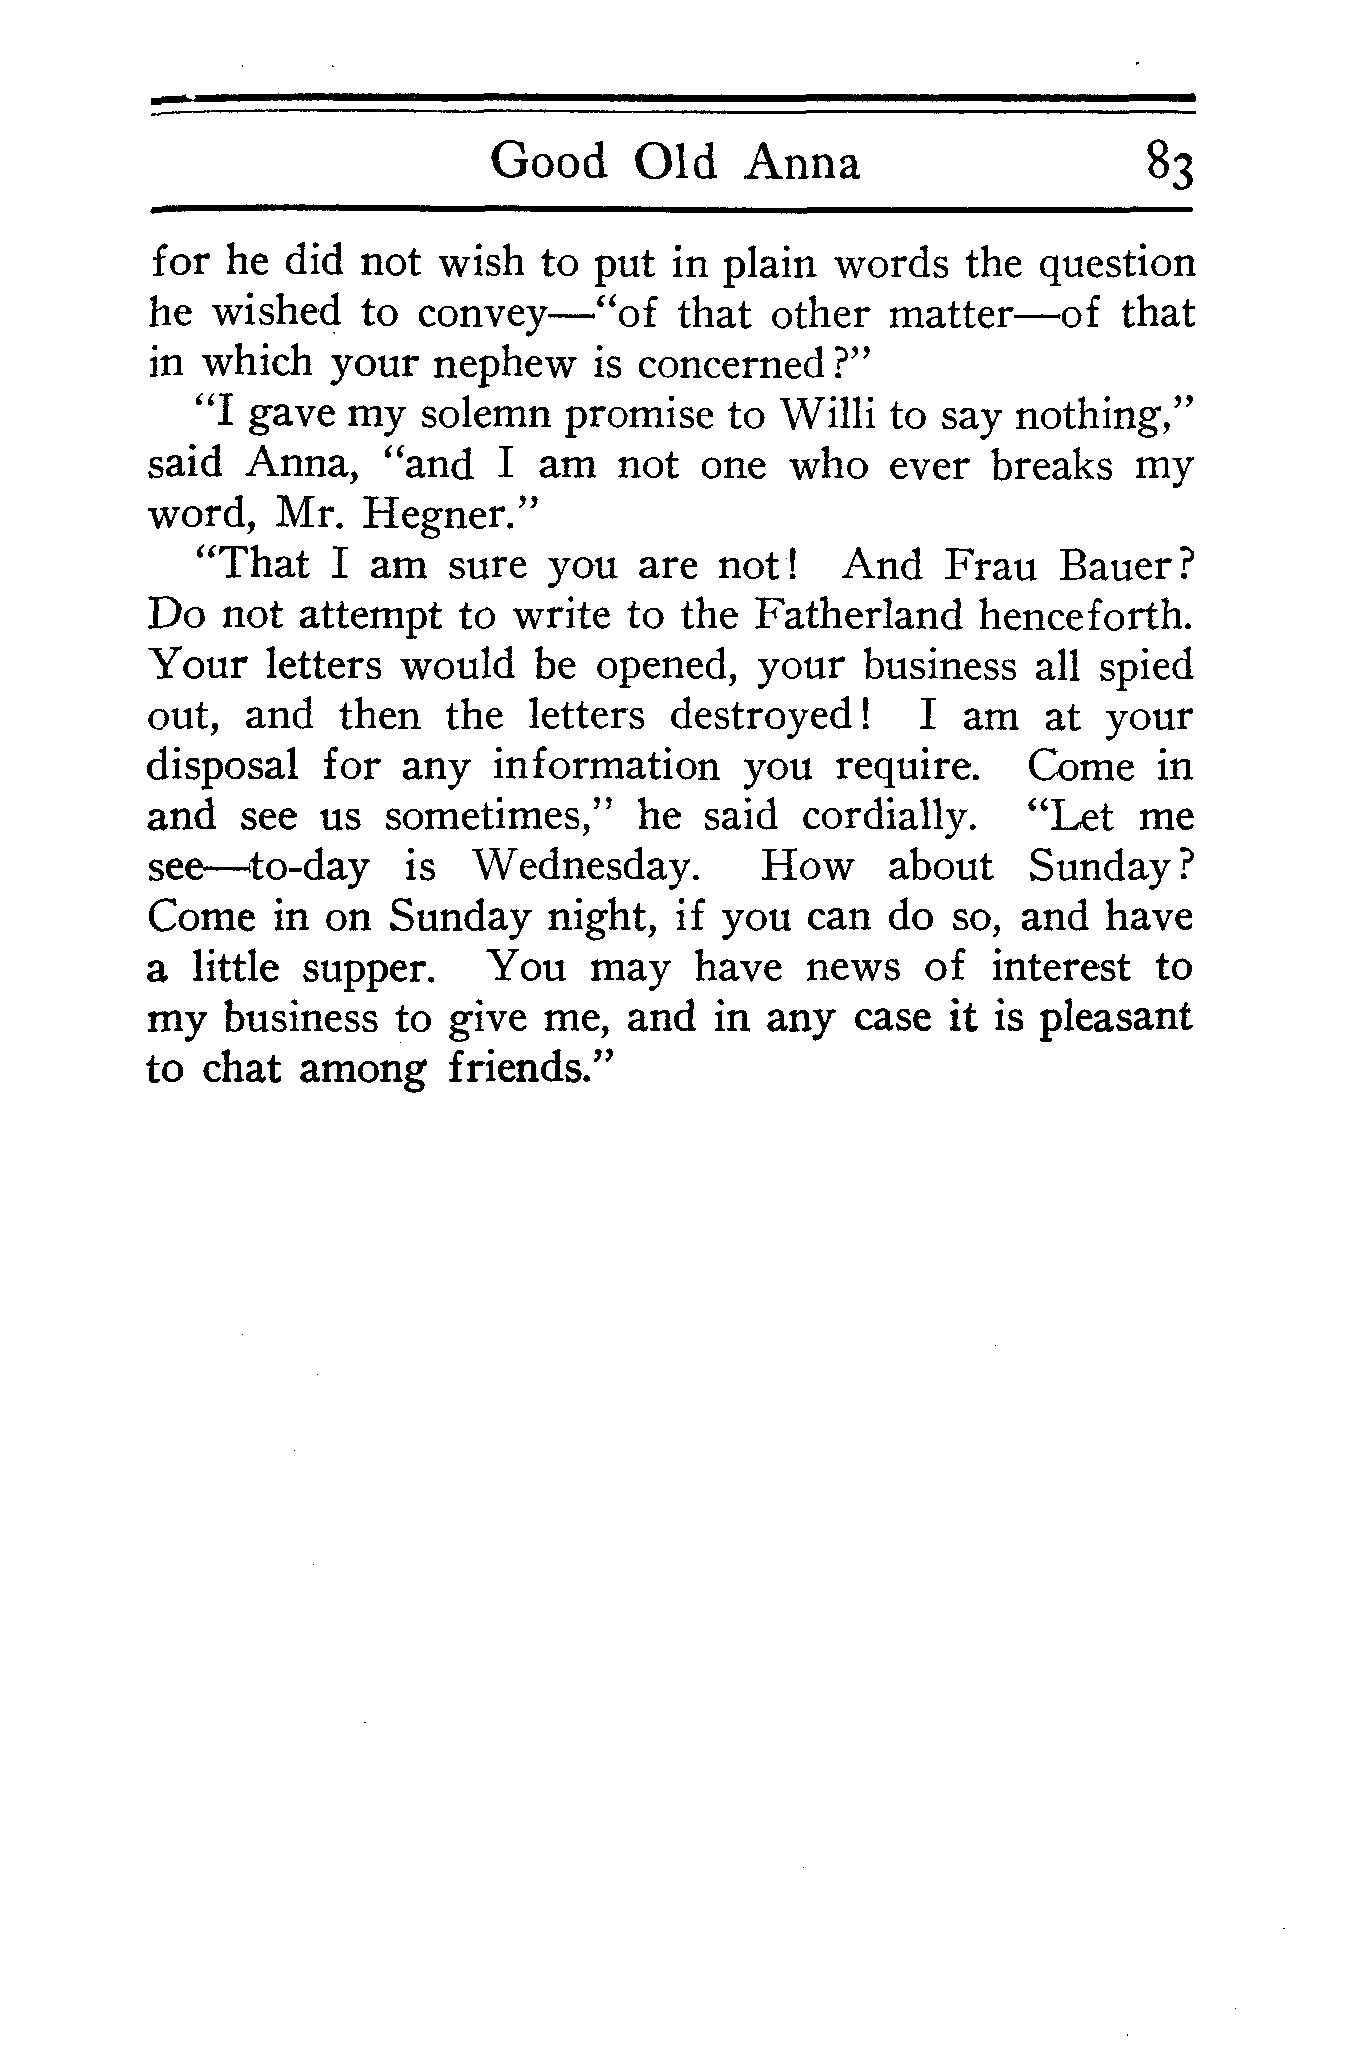 Good Old Anna 83
for he did not wish to put in plain words the question
he wished to convey—“of that other matter—of that
in which your nephew is concerned?”
“I gave my solemn promise to Willi to say nothing,”
said Anna, “and I am not one who ever breaks my
word, Mr. Hegner.”
“That I am sure you are not! And Frau Bauer?
Do not attempt to write to the Fatherland henceforth.
Your letters would be opened, your business all spied
out, and then the letters destroyed! I am at your
disposal for any information you require. Come in
and see us sometimes,” he said cordially. “Let me
see—to-day is Wednesday. How about Sunday?
Come in on Sunday night, if you can do so, and have
a little supper. You may have news of interest to
my business to give me, and in any case it is pleasant
to chat among friends.”